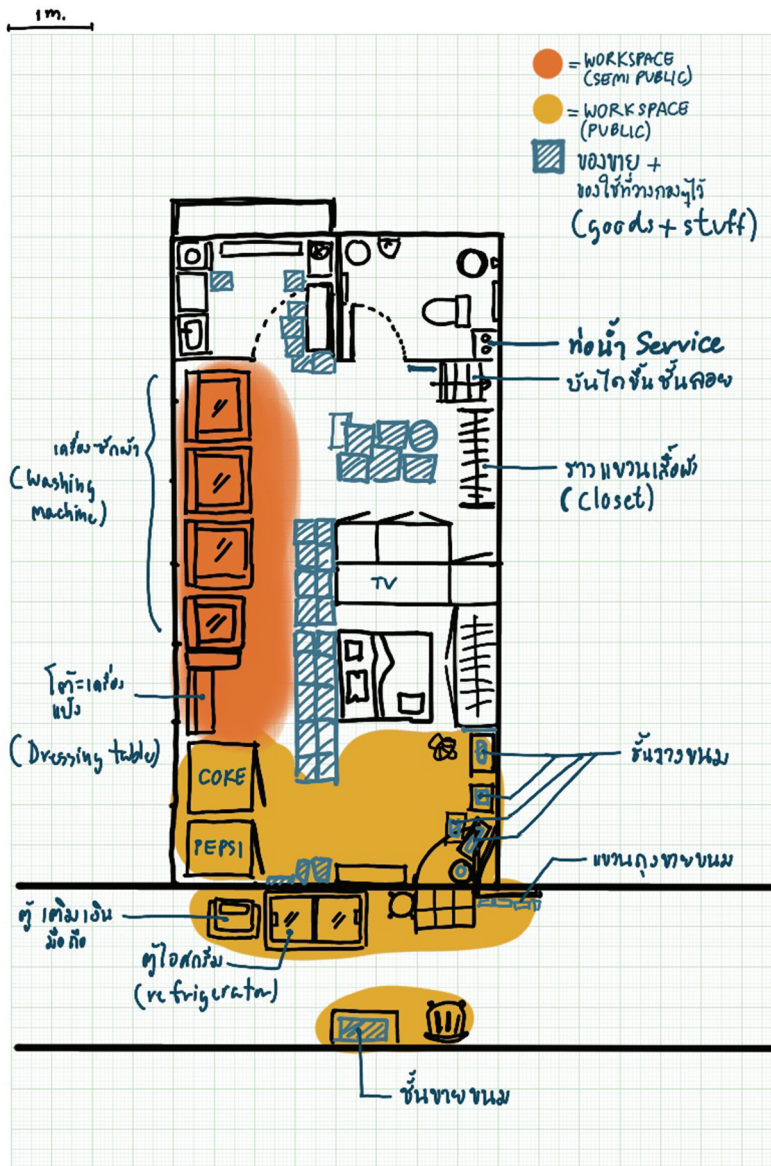 1m.
= WORKSPACE
(SEMI PUBLIC)
= WORKSPACE
(PUBLIC)
ของขาย +
ของใช้ที่วางกองๆไว้
(goods + stuff)
ท่อน้ำ Service
บันไดขึ้นชั้นลอย
ราวแขวนเสื้อผ้า
(Closet)
เครื่องซักผ้า
(Washing
machine)
TV
โต๊ะเครื่อง
แป้ง
(Dressing table)
COKE
PEPSI
ชั้นวางขนม
แขวนถุงขายขนม
ตู้เติมเงิน
มือถือ
ตู้ไอศกรีม
(refrigerator)
ชั้นขายขนม